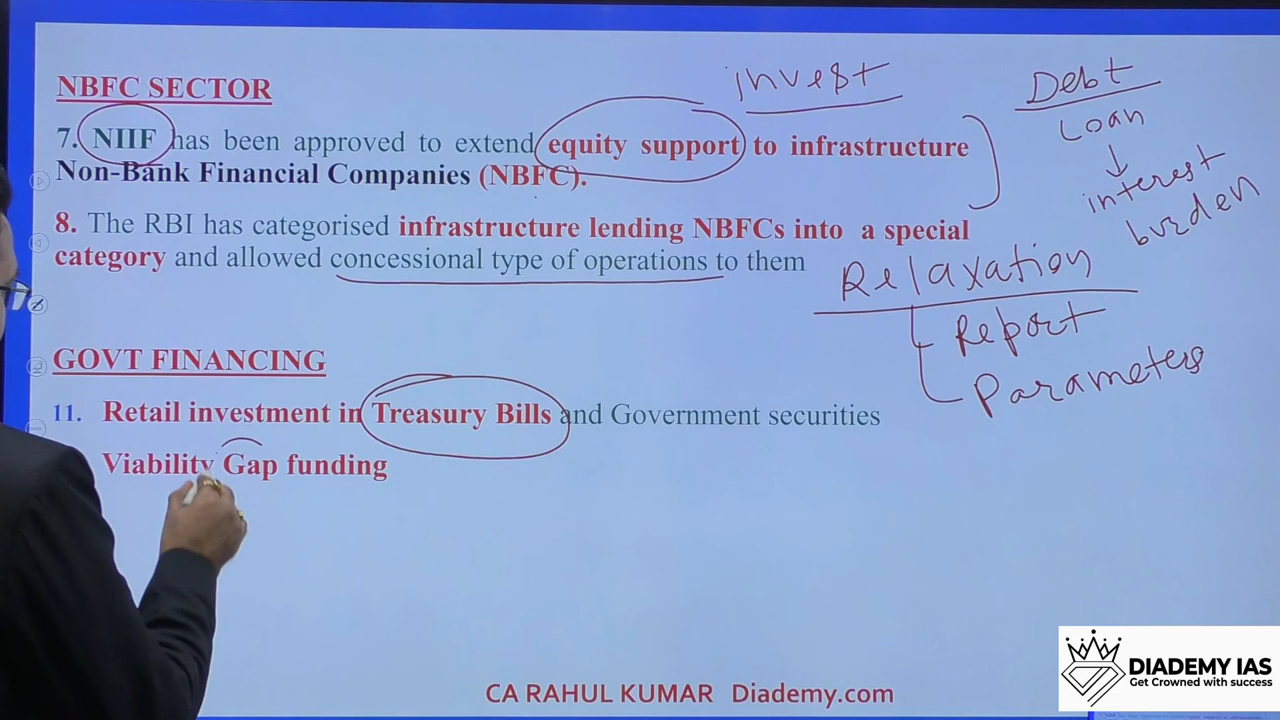 NBFC SECTOR
invest
Debt
Loan
interest
burden
7. NIIF has been approved to extend equity support to infrastructure
Non-Bank Financial Companies (NBFC).
8. The RBI has categorised infrastructure lending NBFCs into a special
category and allowed concessional type of operations to them
Relaxation
Report
Parameters
GOVT FINANCING
11. Retail investment in Treasury Bills and Government securities
Viability Gap funding
CA RAHUL KUMAR Diademy.com
DIADEMY IAS
Get Crowned with success